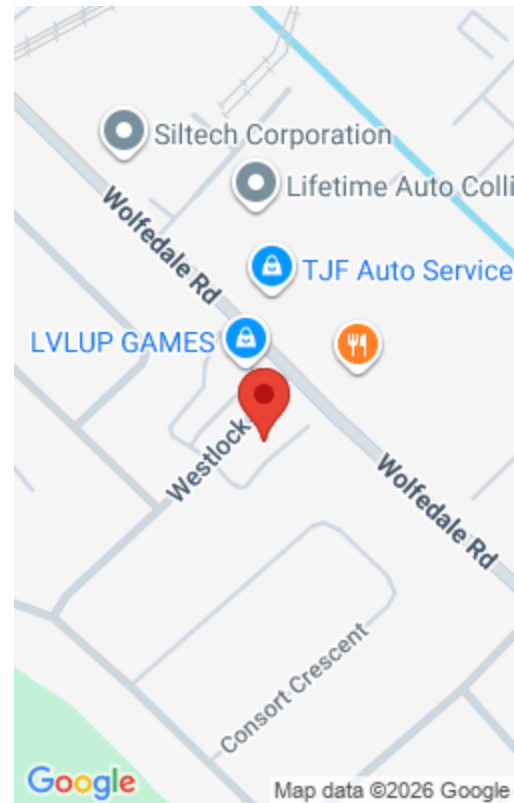 Siltech Corporation
Lifetime Auto Colli
Wolfedale Rd
TJF Auto Service
LVLUP GAMES
Westlock
Wolfedale Rd
Consort Crescent
Google
Map data ©2026 Google